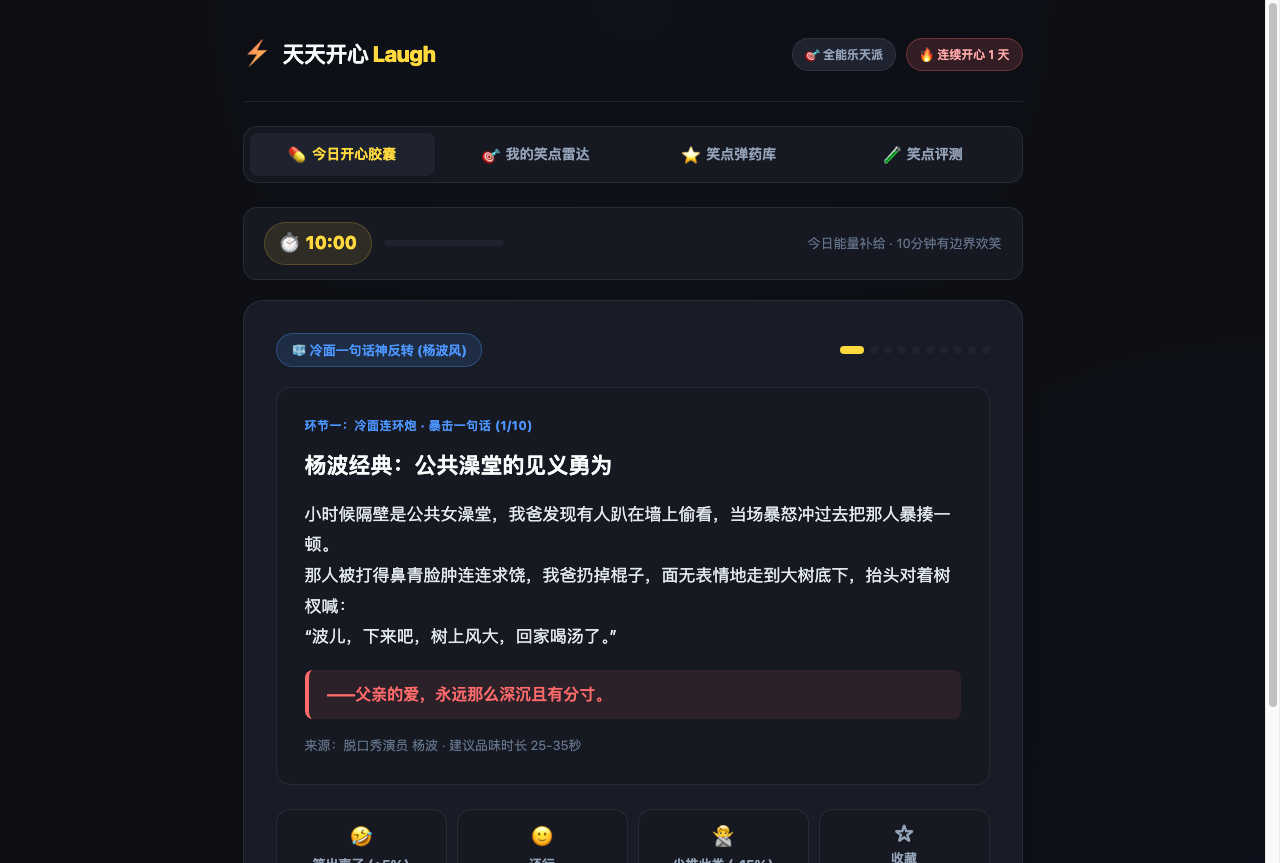 天天开心 Laugh
全能乐天派
连续开心 1 天
今日开心胶囊
我的笑点雷达
笑点弹药库
笑点评测
10:00
今日能量补给 · 10分钟有边界欢笑
冷面一句话神反转 (杨波风)
环节一：冷面连环炮 · 暴击一句话 (1/10)
杨波经典：公共澡堂的见义勇为
小时候隔壁是公共女澡堂，我爸发现有人趴在墙上偷看，当场暴怒冲过去把那人暴揍一
顿。
那人被打得鼻青脸肿连连求饶，我爸扔掉棍子，面无表情地走到大树底下，抬头对着树
杈喊：
“波儿，下来吧，树上风大，回家喝汤了。”
——父亲的爱，永远那么深沉且有分寸。
来源：脱口秀演员 杨波 · 建议品味时长 25-35秒
还行
收藏